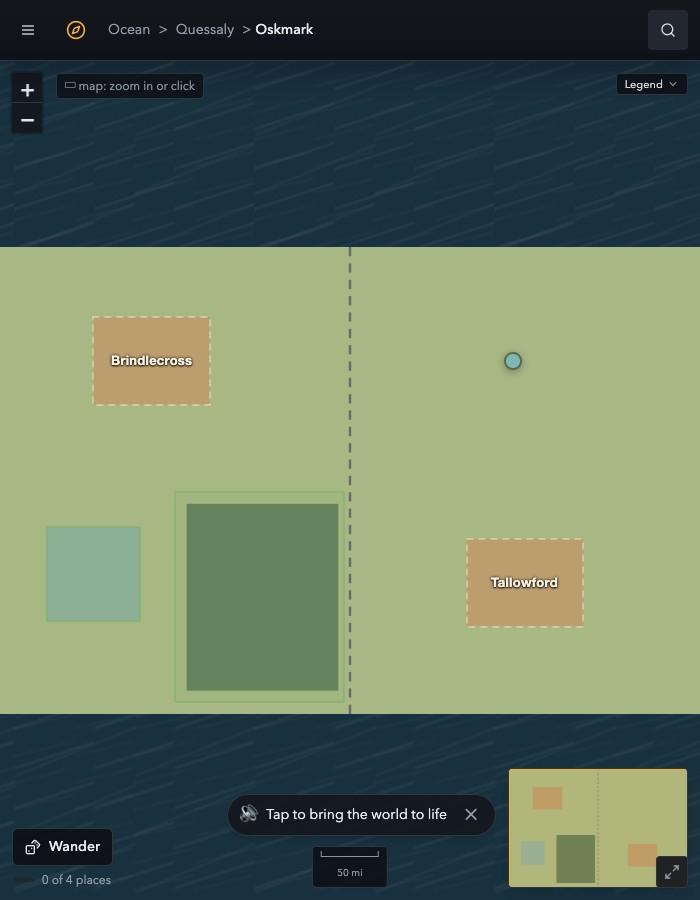 Ocean > Quessaly > Oskmark
map: zoom in or click
Legend
Brindlecross
Tallowford
Tap to bring the world to life
Wander
50 mi
0 of 4 places